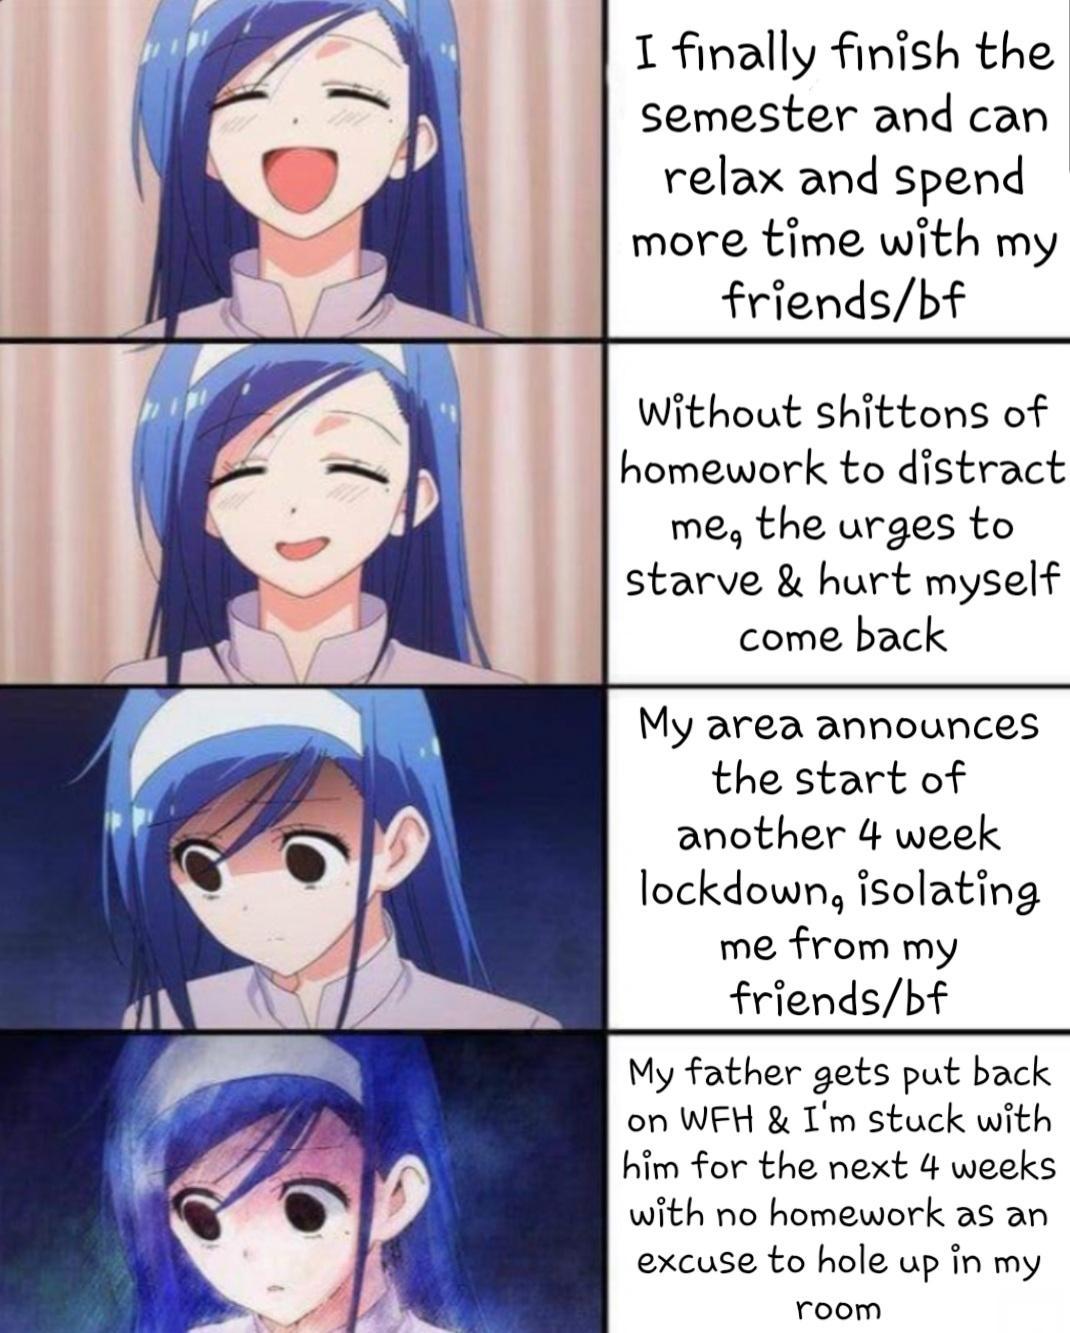 I finally finish the
semester and can
relax and spend
more time with my
friends/bf
Without shittons of
homework to distract
me, the urges to
starve & hurt myself
come back
My area announces
the start of
another 4 week
lockdown, isolating
me from my
friends/bf
My father gets put back
on WFH & I'm stuck with
him for the next 4 weeks
with no homework as an
excuse to hole up in my
room